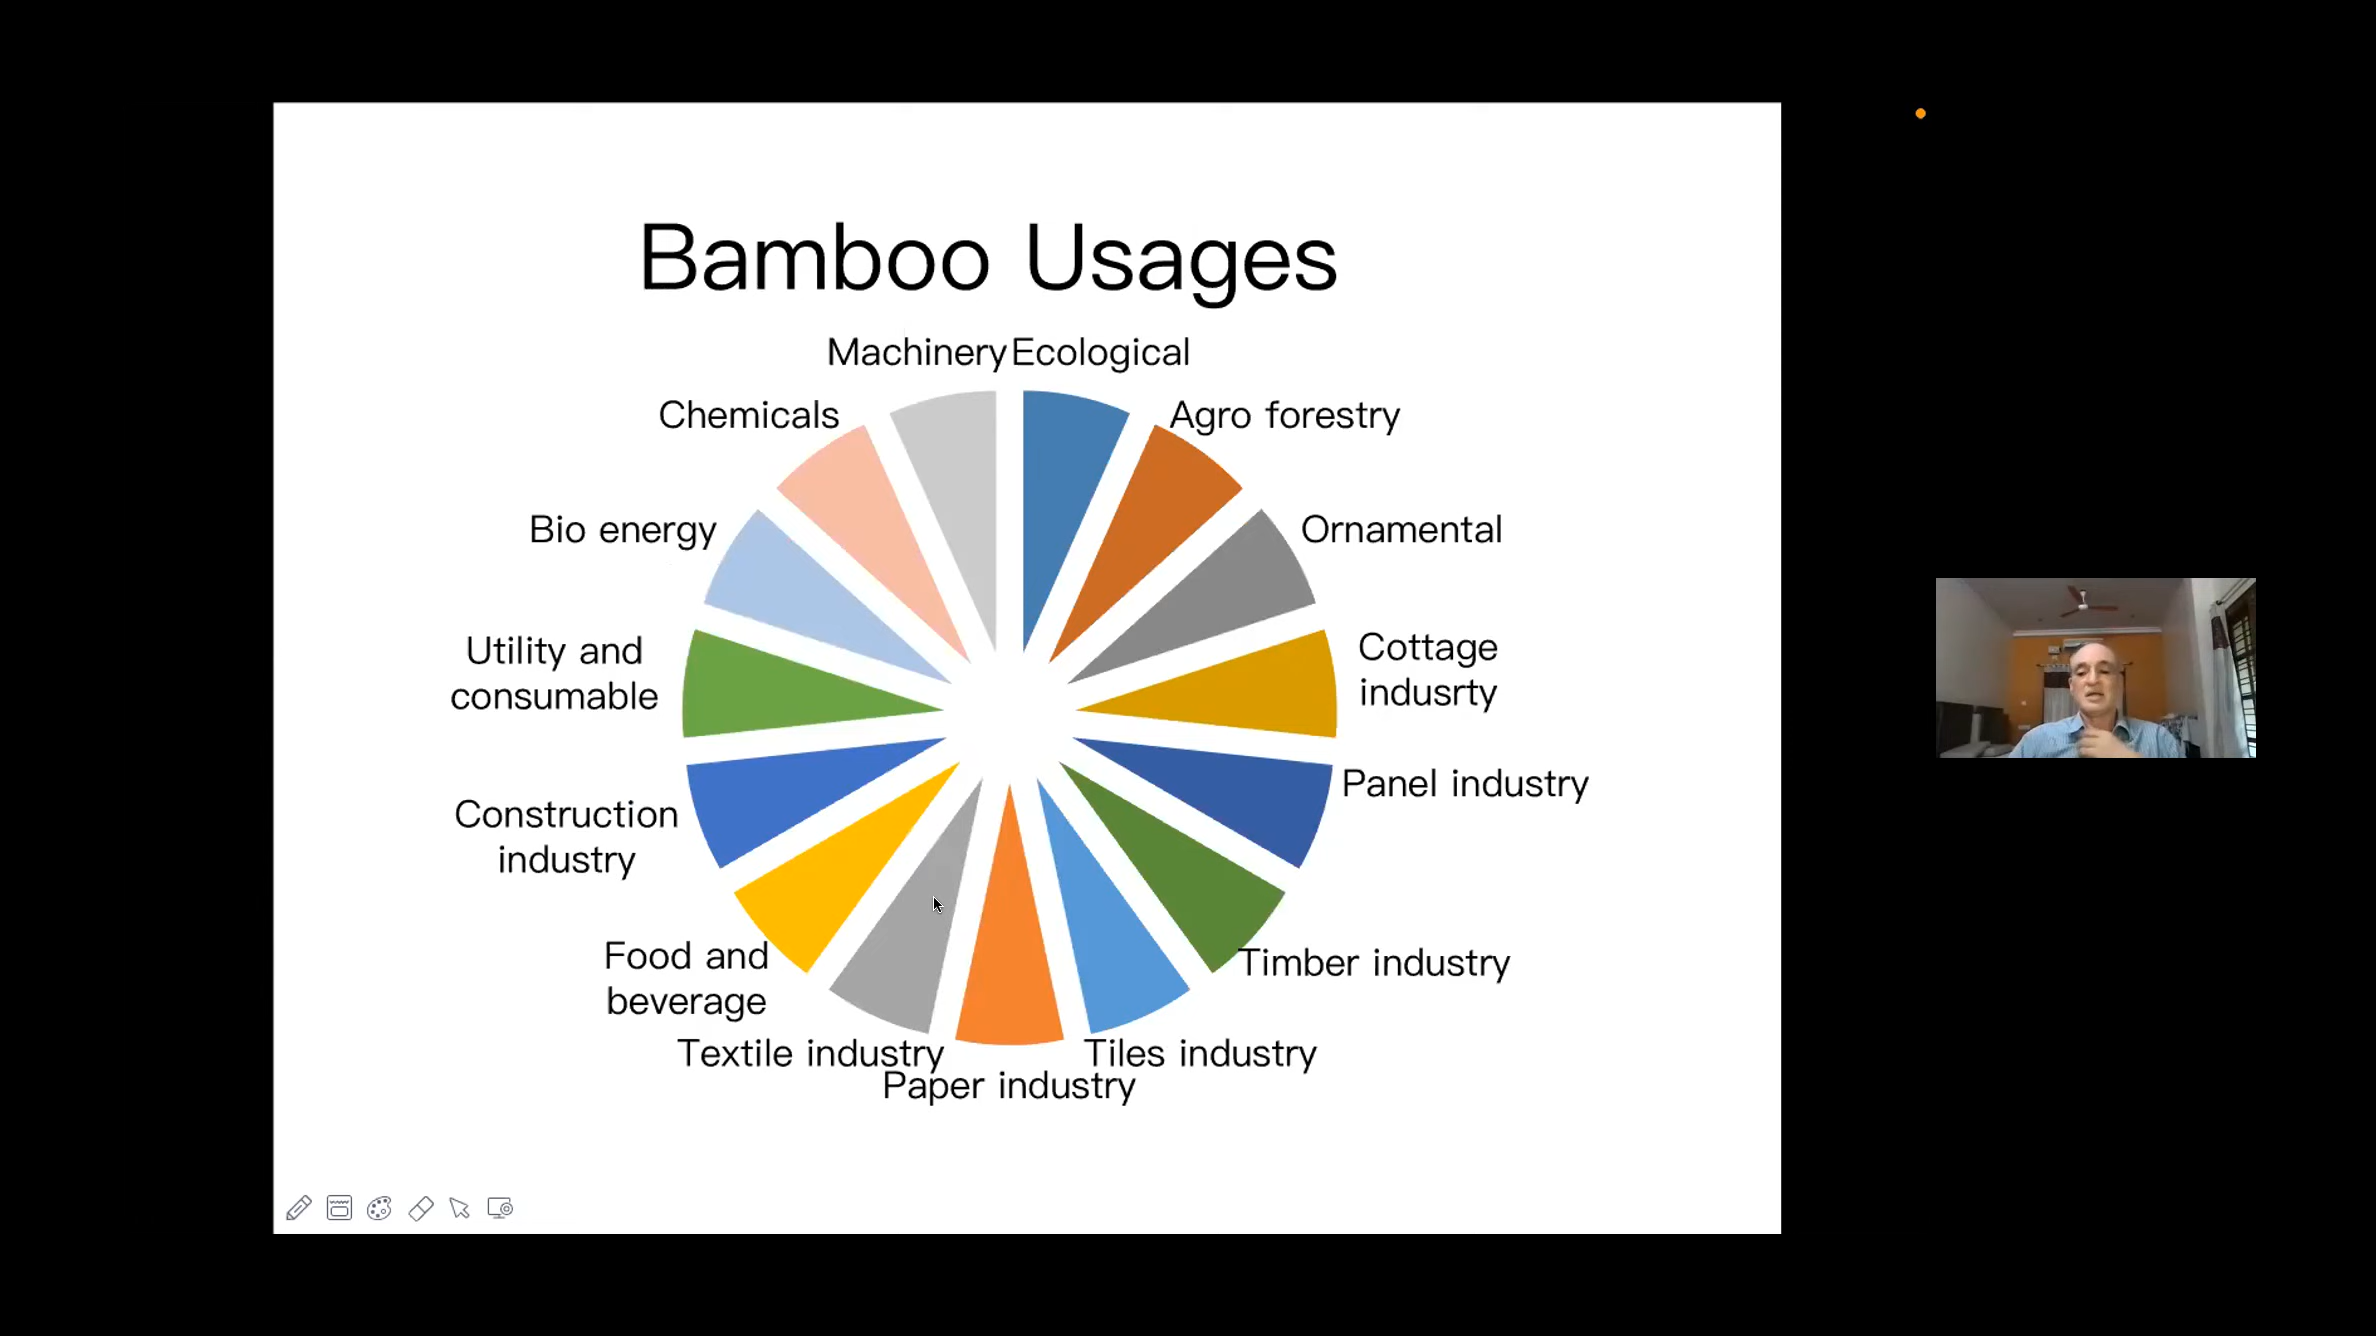 Bamboo Usages
Machinery
Ecological
Chemicals
Agro forestry
Bio energy
Ornamental
Utility and
consumable
Cottage
indusrty
Construction
industry
Panel industry
Food and
beverage
Timber industry
Textile industry
Tiles industry
Paper industry